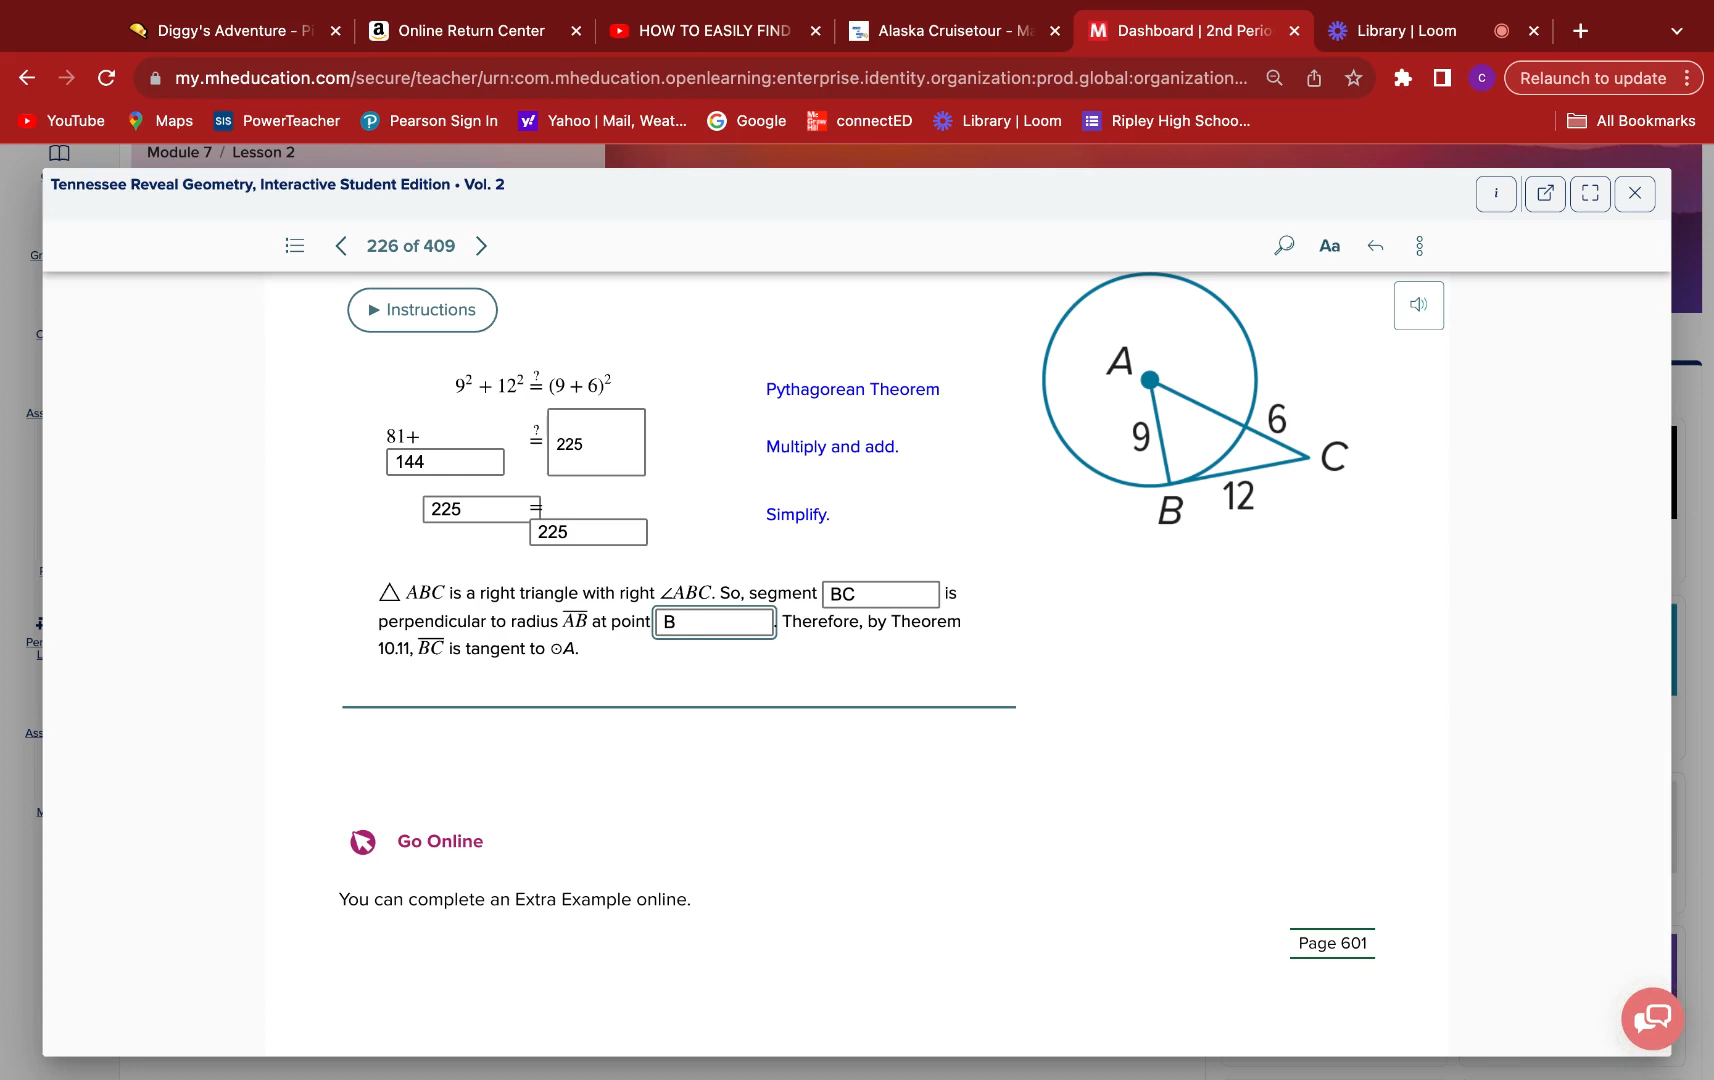 Diggy's Adventure - Pi
Online Return Center
HOW TO EASILY FIND
Alaska Cruisetour - Ma
Dashboard | 2nd Perio
Library | Loom
my.mheducation.com/secure/teacher/urn:com.mheducation.openlearning:enterprise.identity.organization:prod.global:organization...
C
Relaunch to update
YouTube
Maps
SIS PowerTeacher
Pearson Sign In
Yahoo | Mail, Weat...
Google
connectED
Library | Loom
Ripley High Schoo...
All Bookmarks
Module 7 / Lesson 2
Tennessee Reveal Geometry, Interactive Student Edition • Vol. 2
i
226 of 409
Aa
▶ Instructions
9² + 12² ≟ (9 + 6)²
Pythagorean Theorem
81+
144
≟ 225
Multiply and add.
225 =
225
Simplify.
A
9
6
C
B
12
△ ABC is a right triangle with right ∠ABC. So, segment BC is
perpendicular to radius AB at point B . Therefore, by Theorem
10.11, BC is tangent to ⊙A.
Go Online
You can complete an Extra Example online.
Page 601